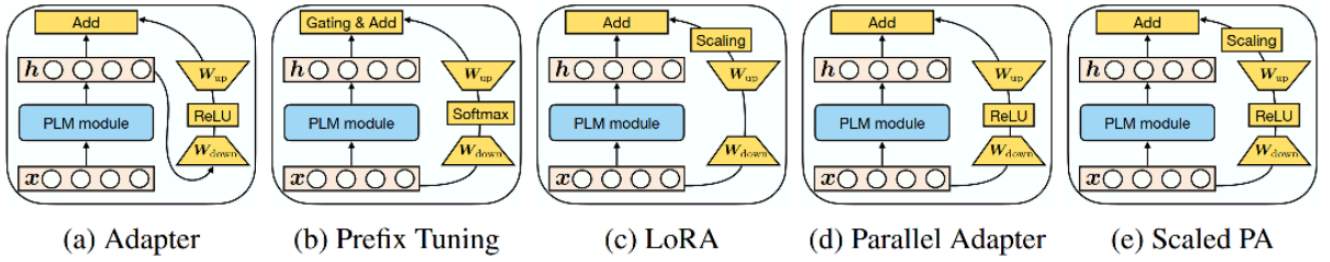 Add
h
W_up
ReLU
PLM module
W_down
x
(a) Adapter
Gating & Add
h
W_up
Softmax
PLM module
W_down
x
(b) Prefix Tuning
Add
Scaling
h
W_up
PLM module
W_down
x
(c) LoRA
Add
h
W_up
ReLU
PLM module
W_down
x
(d) Parallel Adapter
Add
Scaling
h
W_up
ReLU
PLM module
W_down
x
(e) Scaled PA